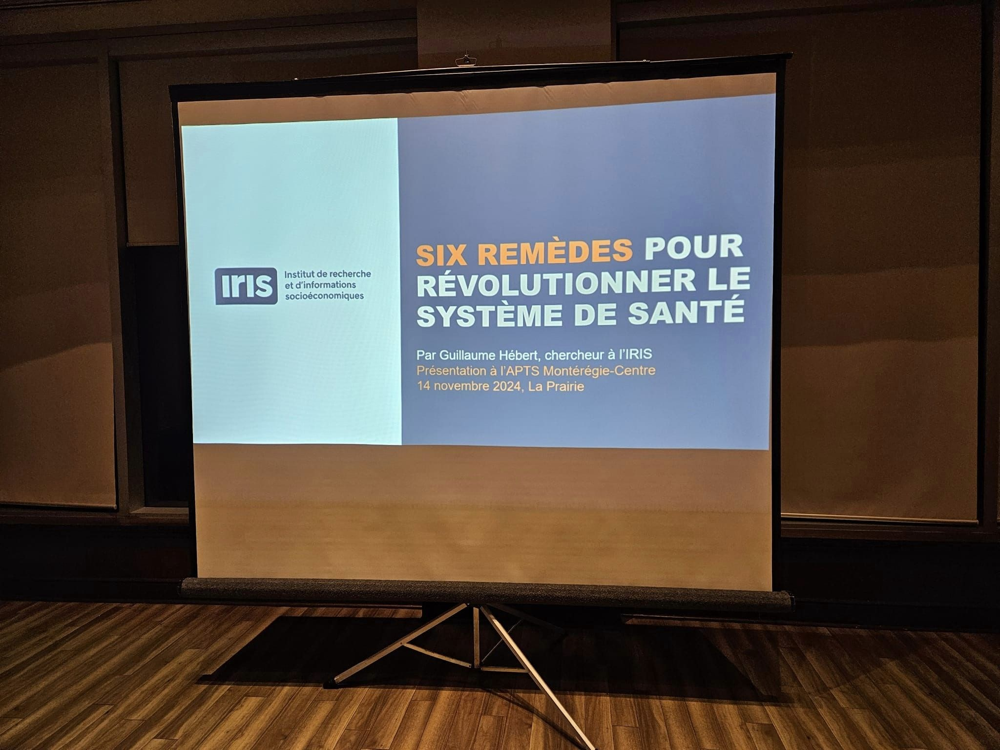 Iris
Institut de recherche
et d'informations
socioéconomiques
SIX REMÈDES POUR
RÉVOLUTIONNER LE
SYSTÈME DE SANTÉ
Par Guillaume Hébert, chercheur à l'IRIS
Présentation à l'APTS Montérégie-Centre
14 novembre 2024, La Prairie